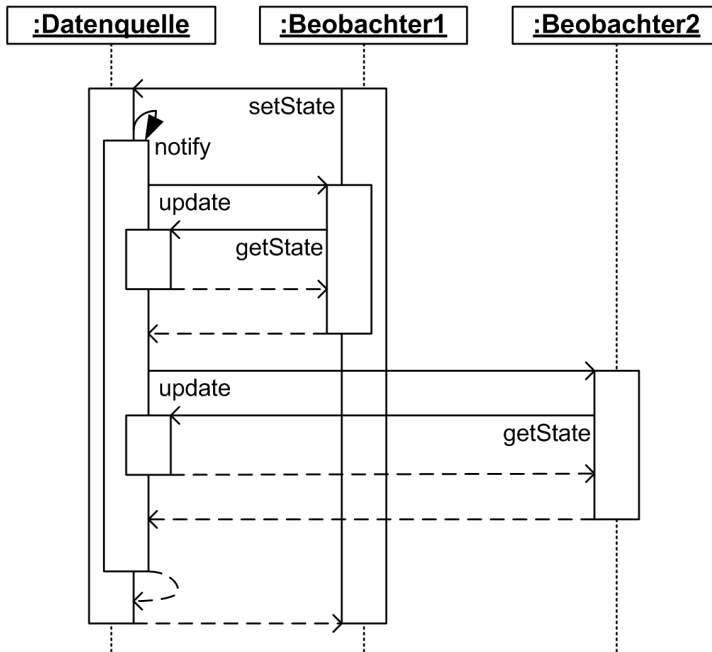 :Datenquelle
:Beobachter1
:Beobachter2
setState
notify
update
getState
update
getState